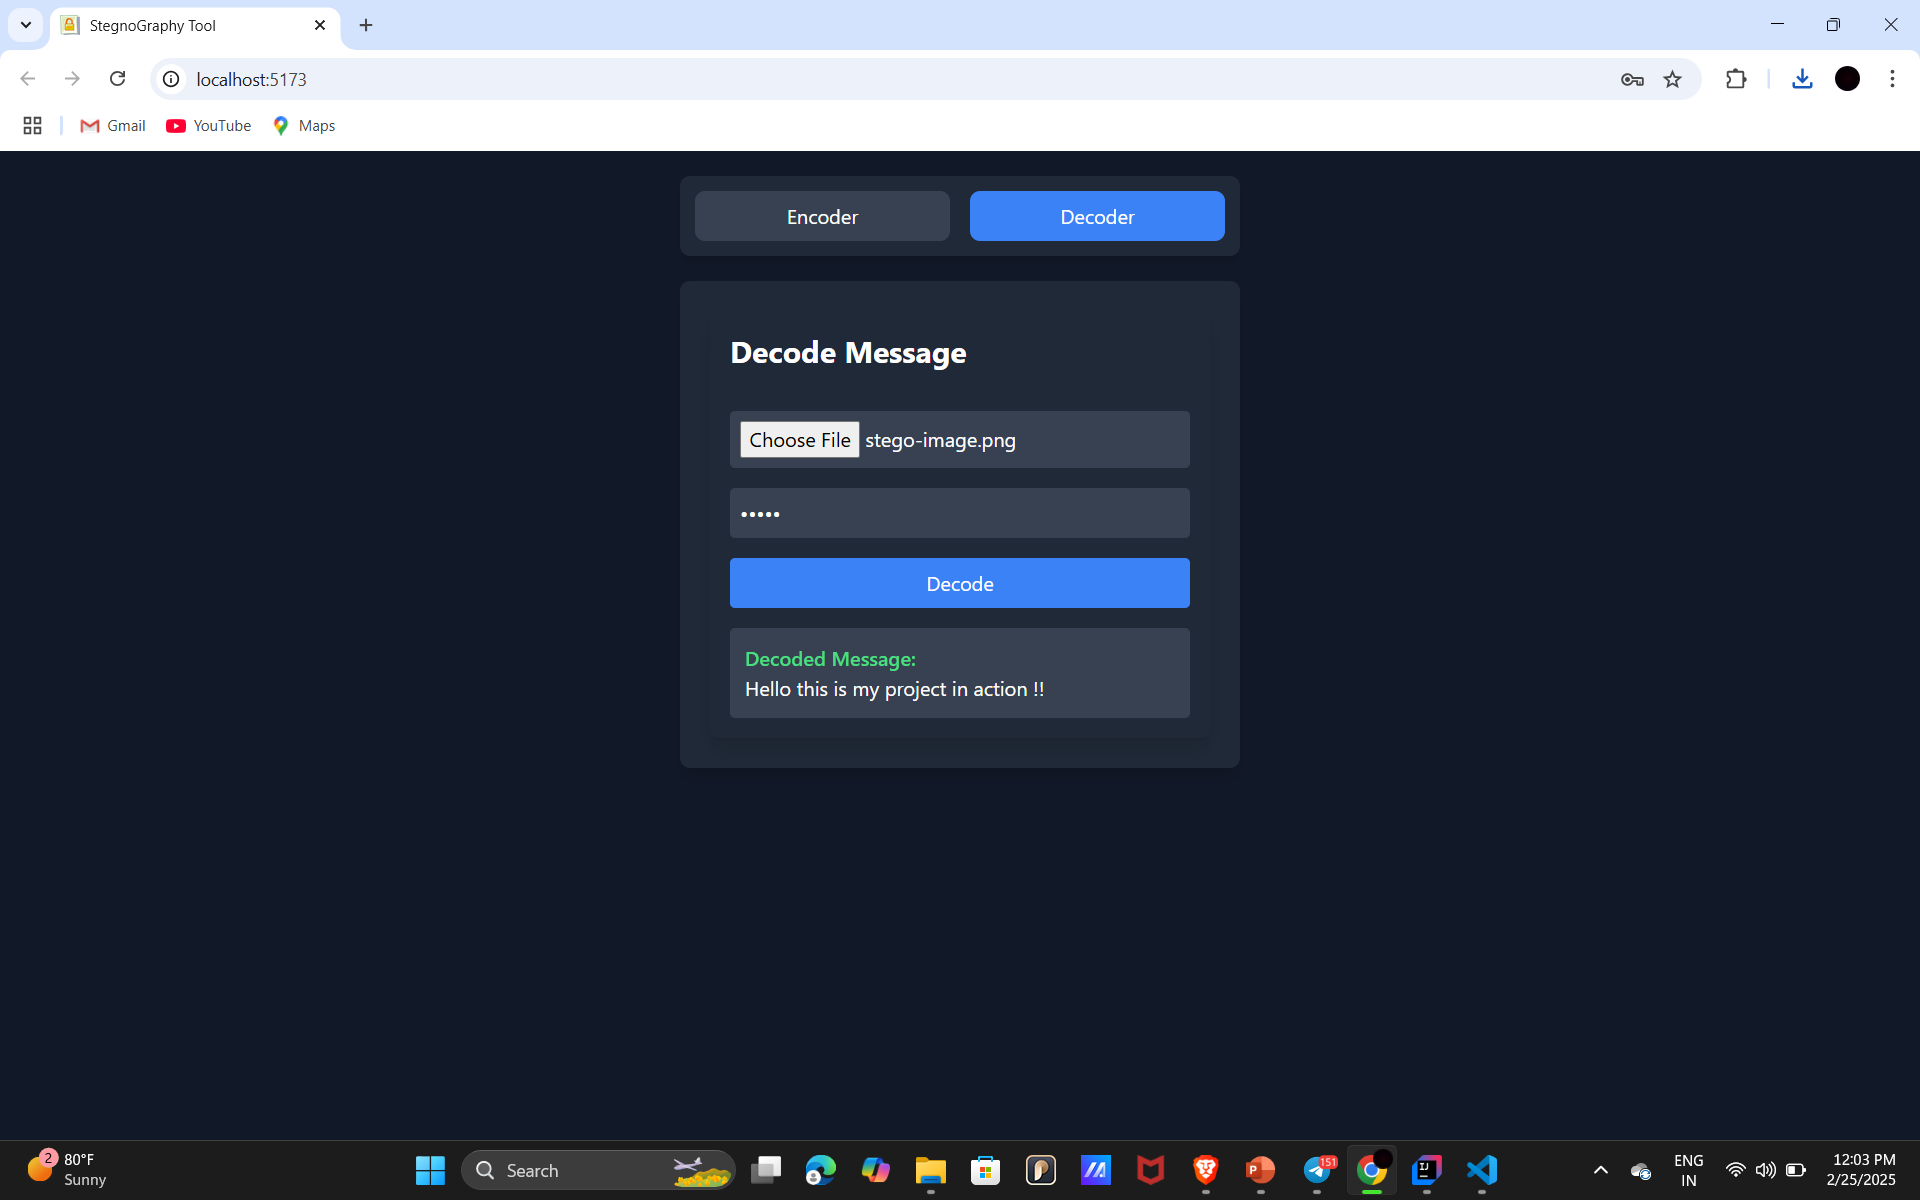 StegnoGraphy Tool
localhost:5173
Gmail YouTube Maps
Encoder Decoder
Decode Message
Choose File stego-image.png
•••••
Decode
Decoded Message:
Hello this is my project in action !!
2 80°F
Sunny
Search
P
151
IJ
ENG
IN
12:03 PM
2/25/2025